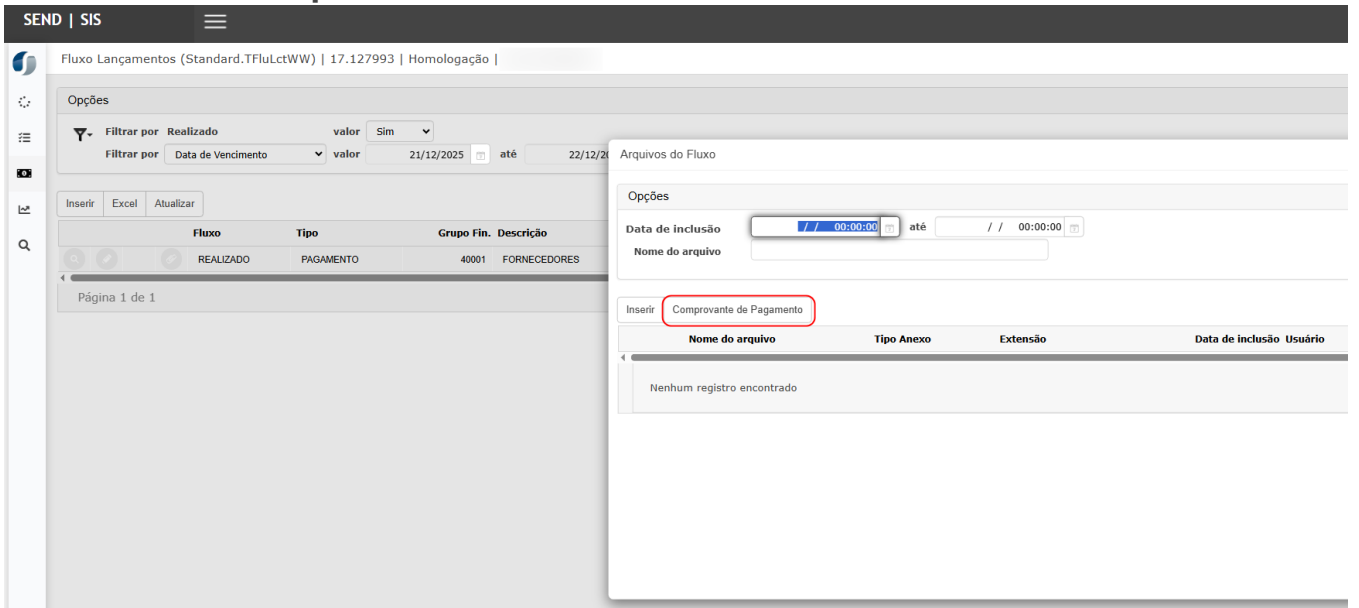 SEND | SIS
Fluxo Lançamentos (Standard.TFluLctWW) | 17.127993 | Homologação |
Opções
Filtrar por Realizado valor Sim
Filtrar por Data de Vencimento valor 21/12/2025 até 22/12/20
Inserir Excel Atualizar
Fluxo Tipo Grupo Fin. Descrição
REALIZADO PAGAMENTO 40001 FORNECEDORES
Página 1 de 1
Arquivos do Fluxo
Opções
Data de inclusão / / 00:00:00 até / / 00:00:00
Nome do arquivo
Inserir Comprovante de Pagamento
Nome do arquivo Tipo Anexo Extensão Data de inclusão Usuário
Nenhum registro encontrado